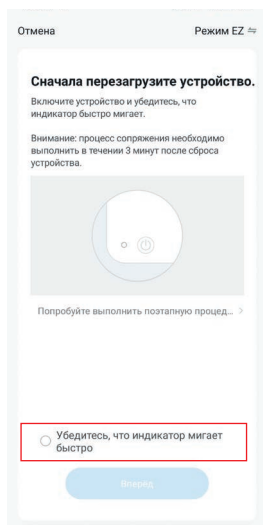 Отмена Режим EZ ⇋
Сначала перезагрузите устройство.
Включите устройство и убедитесь, что
индикатор быстро мигает.
Внимание: процесс сопряжения необходимо
выполнить в течении 3 минут после сброса
устройства.
Попробуйте выполнить поэтапную процед... >
Убедитесь, что индикатор мигает
быстро
Вперёд